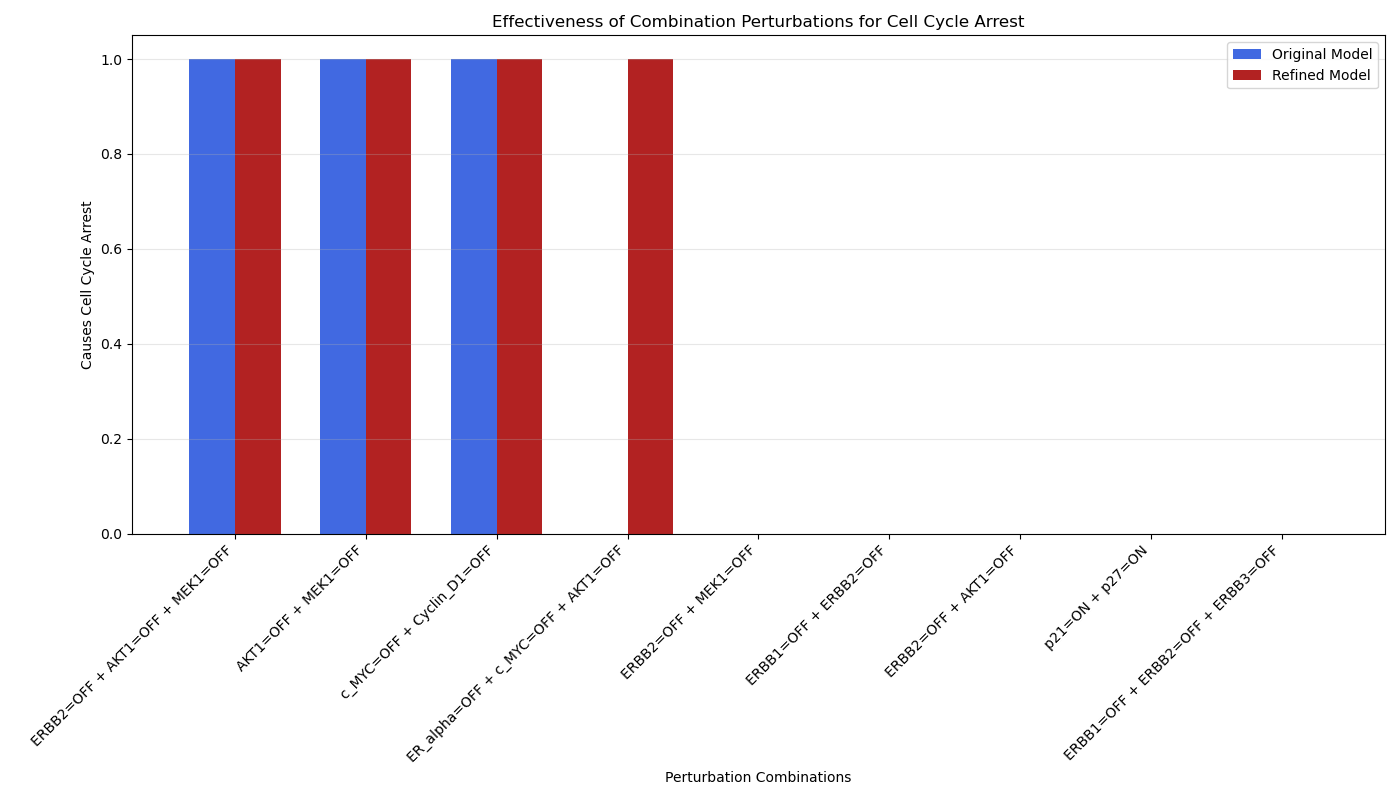 Effectiveness of Combination Perturbations for Cell Cycle Arrest
Original Model
Refined Model
Causes Cell Cycle Arrest
1.0
0.8
0.6
0.4
0.2
0.0
ERBB2=OFF + AKT1=OFF + MEK1=OFF
AKT1=OFF + MEK1=OFF
c_MYC=OFF + Cyclin_D1=OFF
ER_alpha=OFF + c_MYC=OFF + AKT1=OFF
ERBB2=OFF + MEK1=OFF
ERBB1=OFF + ERBB2=OFF
ERBB2=OFF + AKT1=OFF
p21=ON + p27=ON
ERBB1=OFF + ERBB2=OFF + ERBB3=OFF
Perturbation Combinations